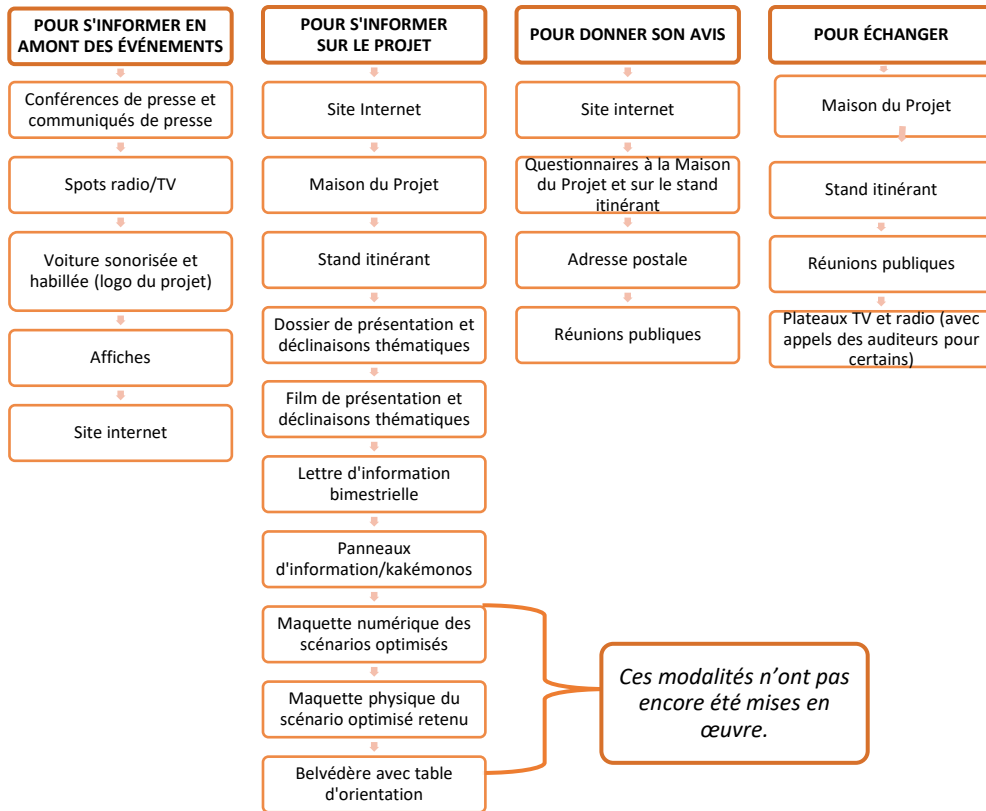 POUR S'INFORMER EN
AMONT DES ÉVÉNEMENTS
Conférences de presse et
communiqués de presse
Spots radio/TV
Voiture sonorisée et
habillée (logo du projet)
Affiches
Site internet
POUR S'INFORMER
SUR LE PROJET
Site Internet
Maison du Projet
Stand itinérant
Dossier de présentation et
déclinaisons thématiques
Film de présentation et
déclinaisons thématiques
Lettre d'information
bimestrielle
Panneaux
d'information/kakémonos
Maquette numérique des
scénarios optimisés
Maquette physique du
scénario optimisé retenu
Belvédère avec table
d'orientation
POUR DONNER SON AVIS
Site internet
Questionnaires à la Maison
du Projet et sur le stand
itinérant
Adresse postale
Réunions publiques
POUR ÉCHANGER
Maison du Projet
Stand itinérant
Réunions publiques
Plateaux TV et radio (avec
appels des auditeurs pour
certains)
Ces modalités n’ont pas
encore été mises en
œuvre.